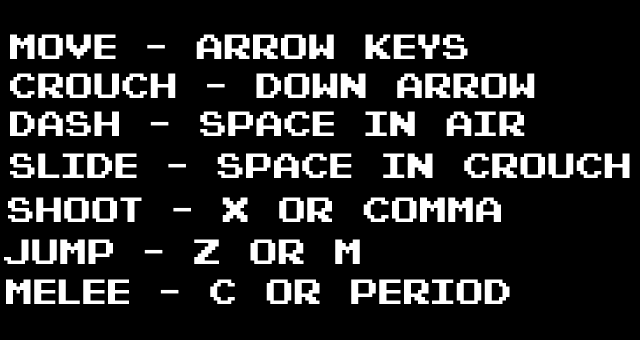 MOVE - ARROW KEYS
CROUCH - DOWN ARROW
DASH - SPACE IN AIR
SLIDE - SPACE IN CROUCH
SHOOT - X OR COMMA
JUMP - Z OR M
MELEE - C OR PERIOD